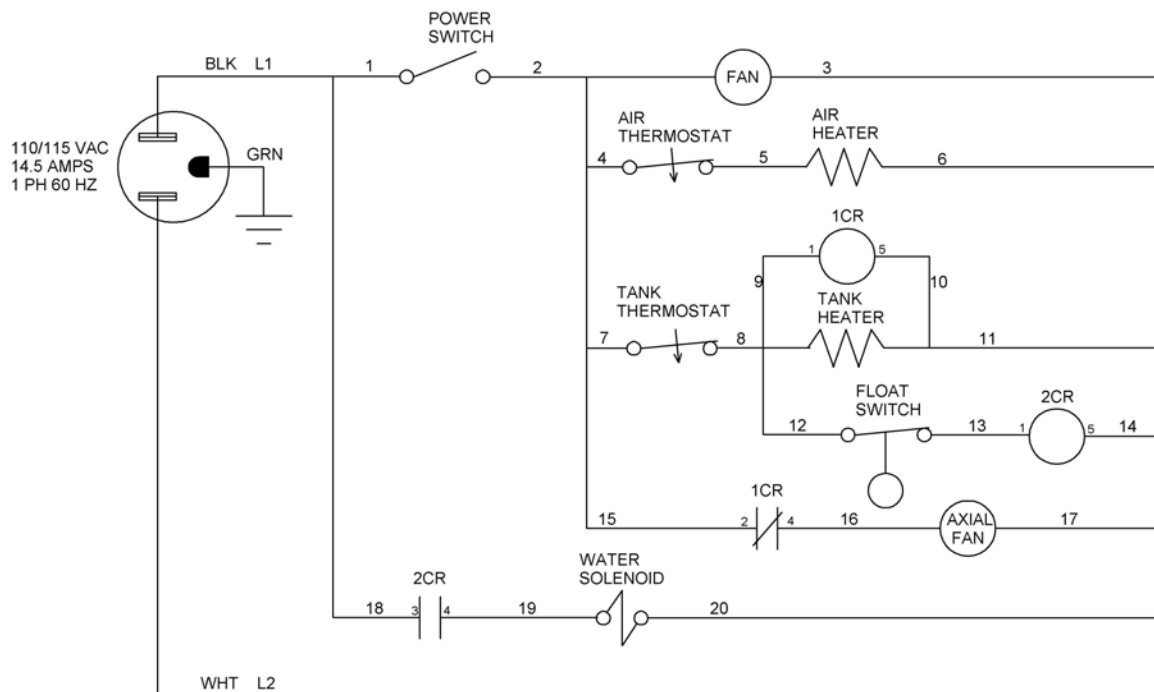 POWER
SWITCH
BLK L1
1
2
FAN
3
110/115 VAC
14.5 AMPS
1 PH 60 HZ
GRN
AIR
THERMOSTAT
AIR
HEATER
4
5
6
1CR
1
5
9
10
TANK
THERMOSTAT
TANK
HEATER
7
8
11
FLOAT
SWITCH
2CR
12
13
1
5
14
1CR
15
2
4
16
AXIAL
FAN
17
WATER
SOLENOID
2CR
18
3
4
19
20
WHT L2